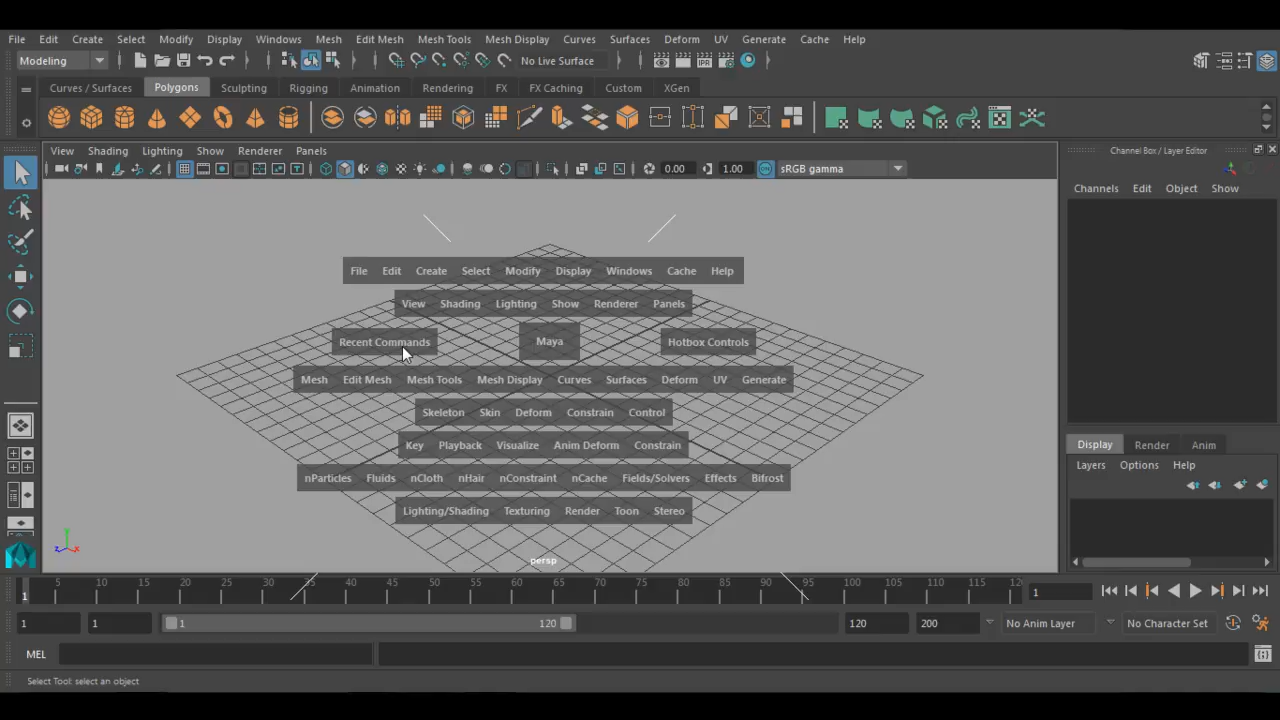 File Edit Create Select Modify Display Windows Mesh Edit Mesh Mesh Tools Mesh Display Curves Surfaces Deform UV Generate Cache Help
Modeling No Live Surface
Curves / Surfaces Polygons Sculpting Rigging Animation Rendering FX FX Caching Custom XGen
IPR
View Shading Lighting Show Renderer Panels
Channel Box / Layer Editor
0.00 1.00 sRGB gamma
Channels Edit Object Show
File Edit Create Select Modify Display Windows Cache Help
View Shading Lighting Show Renderer Panels
Recent Commands Maya Hotbox Controls
Mesh Edit Mesh Mesh Tools Mesh Display Curves Surfaces Deform UV Generate
Skeleton Skin Deform Constrain Control
Key Playback Visualize Anim Deform Constrain
Display Render Anim
Layers Options Help
nParticles Fluids nCloth nHair nConstraint nCache Fields/Solvers Effects Bifrost
Lighting/Shading Texturing Render Toon Stereo
y
z x
persp
1 5 10 15 20 25 30 35 40 45 50 55 60 65 70 75 80 85 90 95 100 105 110 115 12 1
1 1 1 120 120 200 No Anim Layer No Character Set
MEL
Select Tool: select an object